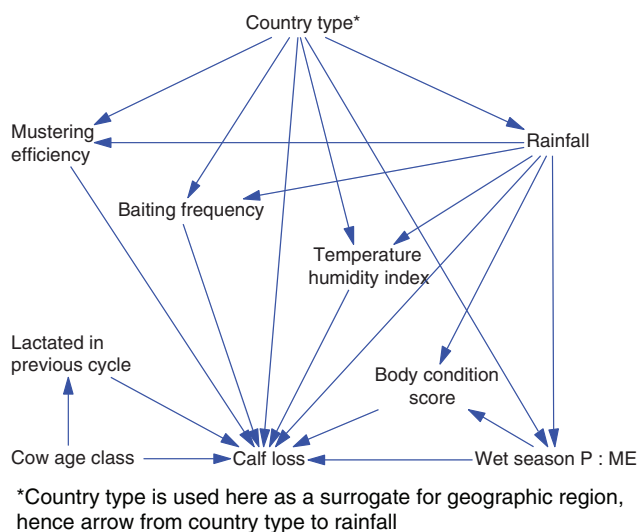 Country type*
Mustering
efficiency
Rainfall
Baiting frequency
Temperature
humidity index
Lactated in
previous cycle
Body condition
score
Cow age class
Calf loss
Wet season P : ME
*Country type is used here as a surrogate for geographic region,
hence arrow from country type to rainfall